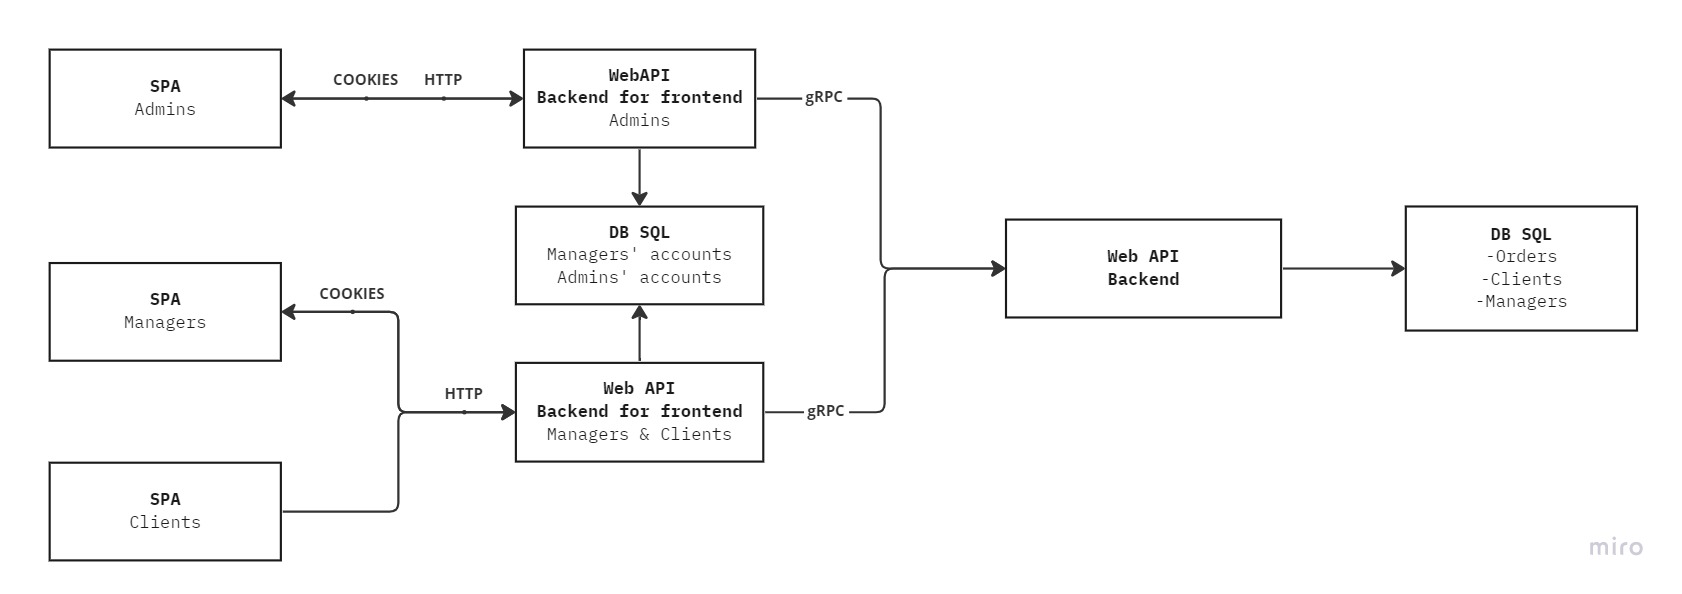 SPA
Admins
COOKIES
HTTP
WebAPI
Backend for frontend
Admins
gRPC
DB SQL
Managers' accounts
Admins' accounts
SPA
Managers
COOKIES
HTTP
Web API
Backend for frontend
Managers & Clients
gRPC
SPA
Clients
Web API
Backend
DB SQL
-Orders
-Clients
-Managers
miro